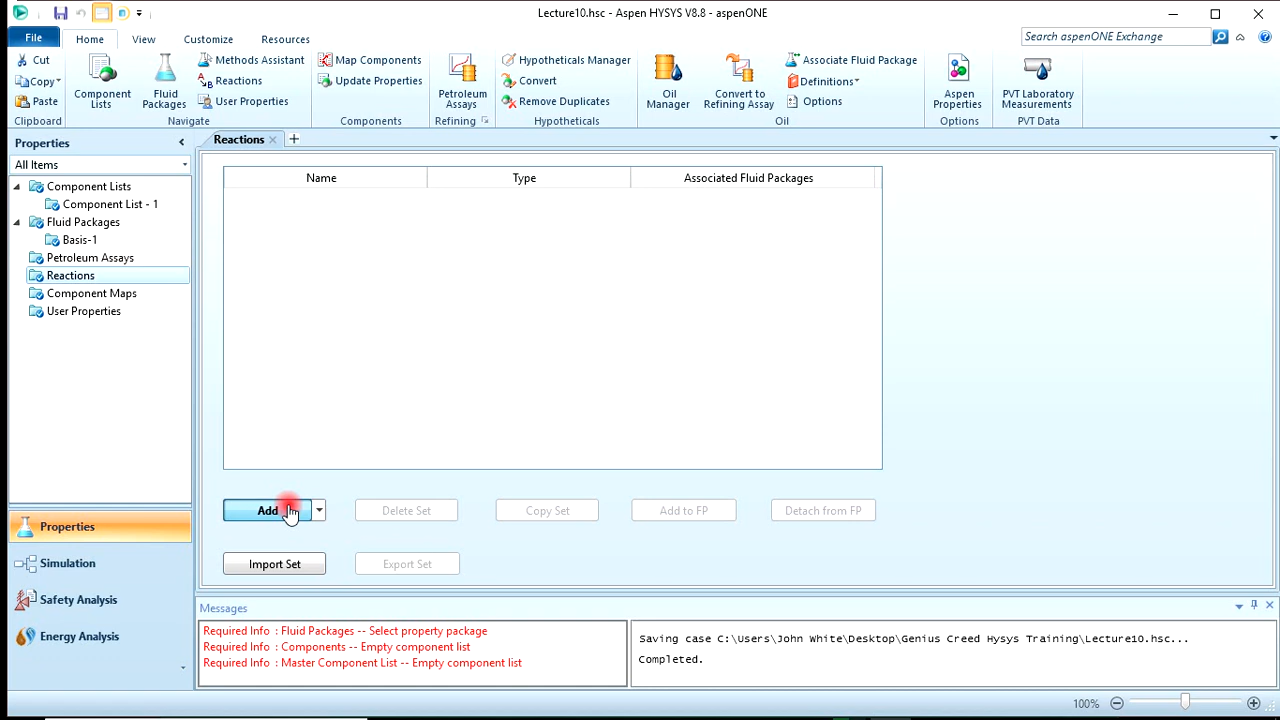 Lecture10.hsc - Aspen HYSYS V8.8 - aspenONE
File Home View Customize Resources
Search aspenONE Exchange
Cut
Copy
Paste
Clipboard
Component Lists
Fluid Packages
Methods Assistant
Reactions
User Properties
Navigate
Map Components
Update Properties
Components
Petroleum Assays
Refining
Hypotheticals Manager
Convert
Remove Duplicates
Hypotheticals
Oil Manager
Convert to Refining Assay
Associate Fluid Package
Definitions
Options
Oil
Aspen Properties
Options
PVT Laboratory Measurements
PVT Data
Properties
All Items
Component Lists
Component List - 1
Fluid Packages
Basis-1
Petroleum Assays
Reactions
Component Maps
User Properties
Properties
Simulation
Safety Analysis
Energy Analysis
Reactions
Name Type Associated Fluid Packages
Add Delete Set Copy Set Add to FP Detach from FP
Import Set Export Set
Messages
Required Info : Fluid Packages -- Select property package
Required Info : Components -- Empty component list
Required Info : Master Component List -- Empty component list
Saving case C:\Users\John White\Desktop\Genius Creed Hysys Training\Lecture10.hsc...
Completed.
100%